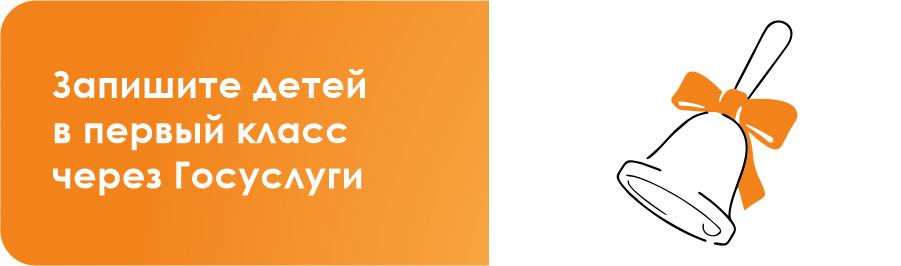 Запишите детей
в первый класс
через Госуслуги